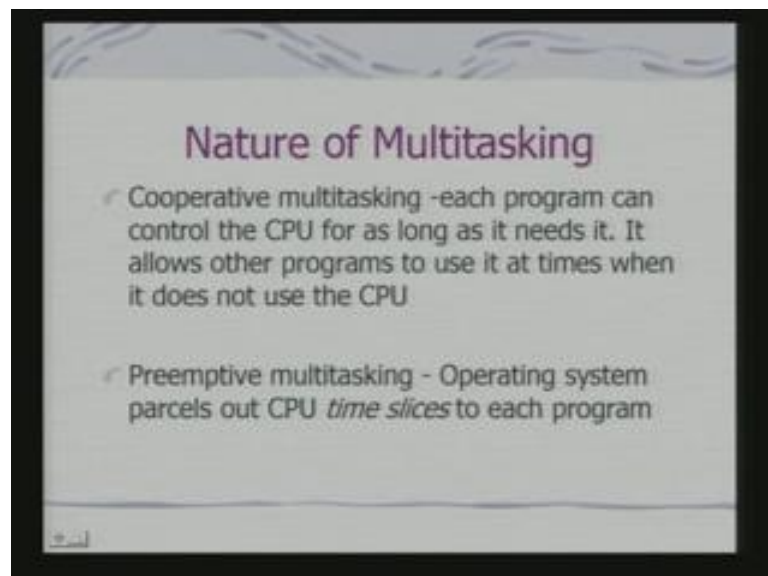 Nature of Multitasking
Cooperative multitasking -each program can
control the CPU for as long as it needs it. It
allows other programs to use it at times when
it does not use the CPU
Preemptive multitasking - Operating system
parcels out CPU time slices to each program